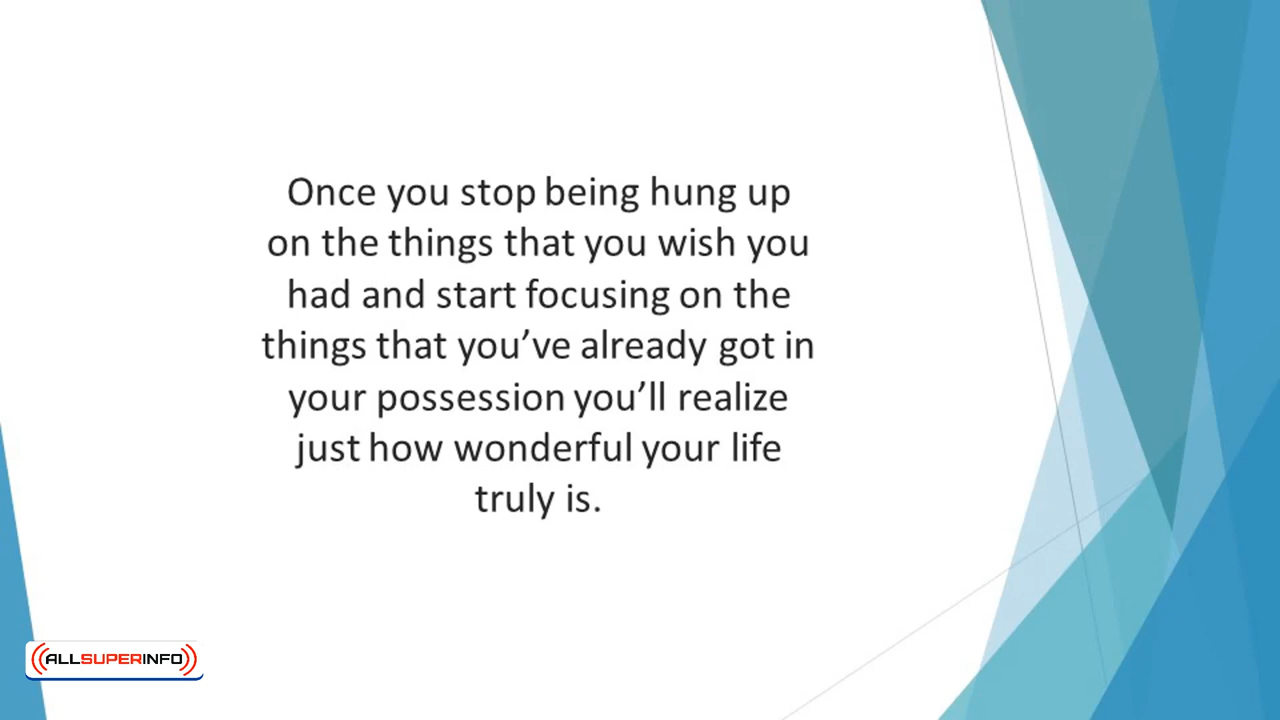 Once you stop being hung up
on the things that you wish you
had and start focusing on the
things that you’ve already got in
your possession you’ll realize
just how wonderful your life
truly is.
ALLSUPERINFO